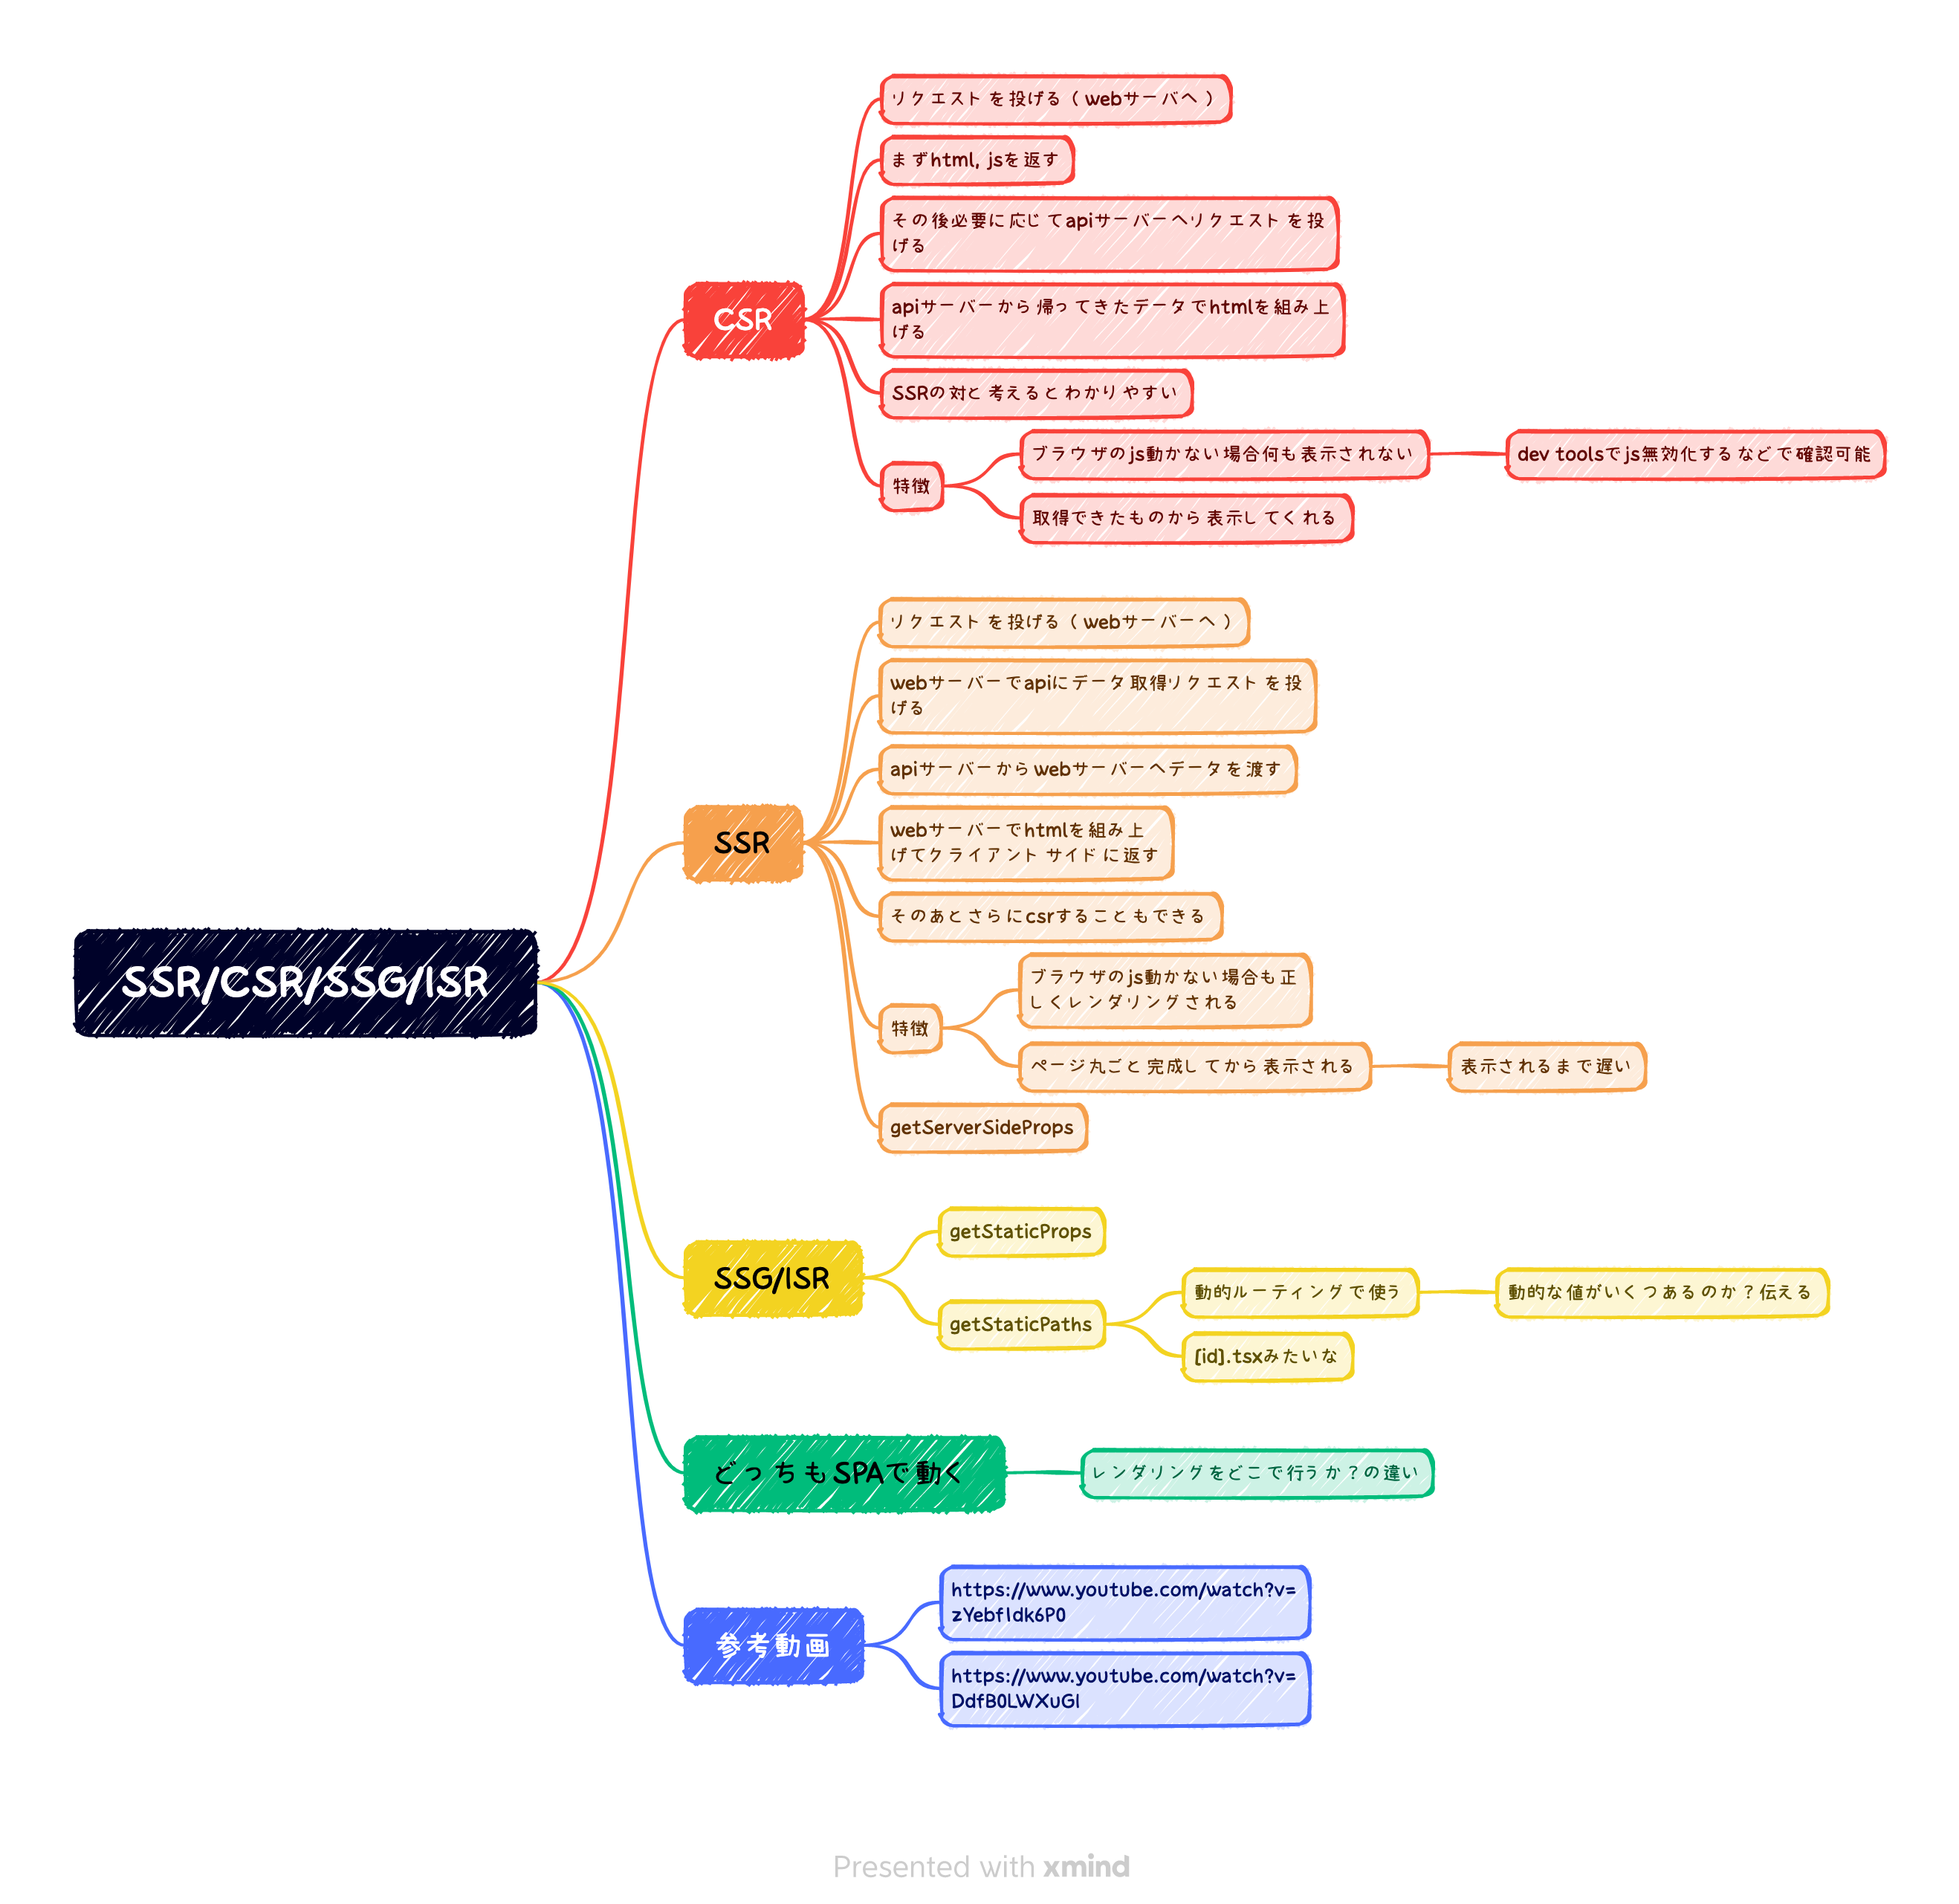 SSR/CSR/SSG/ISR
CSR
リクエストを投げる（webサーバへ）
まずhtml, jsを返す
その後必要に応じてapiサーバーへリクエストを投
げる
apiサーバーから帰ってきたデータでhtmlを組み上
げる
SSRの対と考えるとわかりやすい
特徴
ブラウザのjs動かない場合何も表示されない
dev toolsでjs無効化するなどで確認可能
取得できたものから表示してくれる
SSR
リクエストを投げる（webサーバーへ）
webサーバーでapiにデータ取得リクエストを投
げる
apiサーバーからwebサーバーへデータを渡す
webサーバーでhtmlを組み上
げてクライアントサイドに返す
そのあとさらにcsrすることもできる
特徴
ブラウザのjs動かない場合も正
しくレンダリングされる
ページ丸ごと完成してから表示される
表示されるまで遅い
getServerSideProps
SSG/ISR
getStaticProps
getStaticPaths
動的ルーティングで使う
動的な値がいくつあるのか？伝える
[id].tsxみたいな
どっちもSPAで動く
レンダリングをどこで行うか？の違い
参考動画
https://www.youtube.com/watch?v=
zYebfIdk6P0
https://www.youtube.com/watch?v=
DdfB0LWXuGI
Presented with xmind